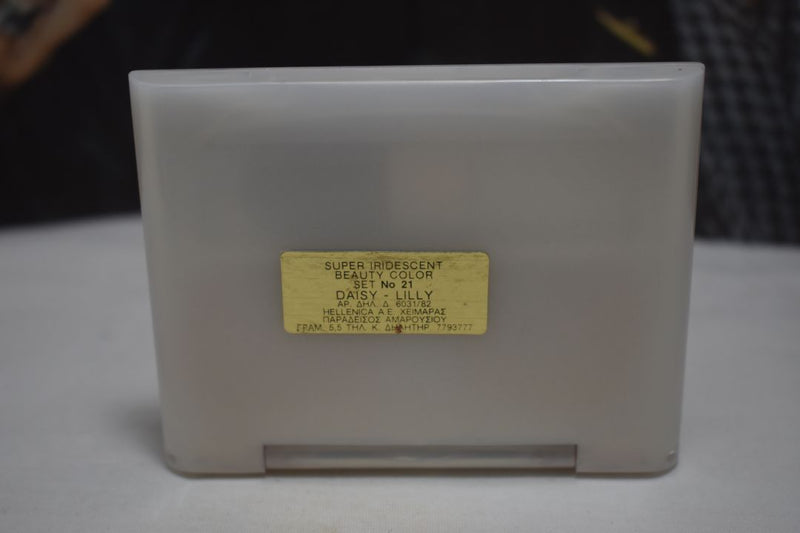 SUPER IRIDESCENT
BEAUTY COLOR
SET No 21
DAISY - LILLY
ΑΡ. ΔΗΛ. Δ. 6031/82
HELLENICA A.E. ΧΕΙΜΑΡΑΣ
ΠΑΡΑΔΕΙΣΟΣ ΑΜΑΡΟΥΣΙΟΥ
ΓΡΑΜ. 5,5 ΤΗΛ. Κ. ΔΗΛΗΤΗΡ. 7793777